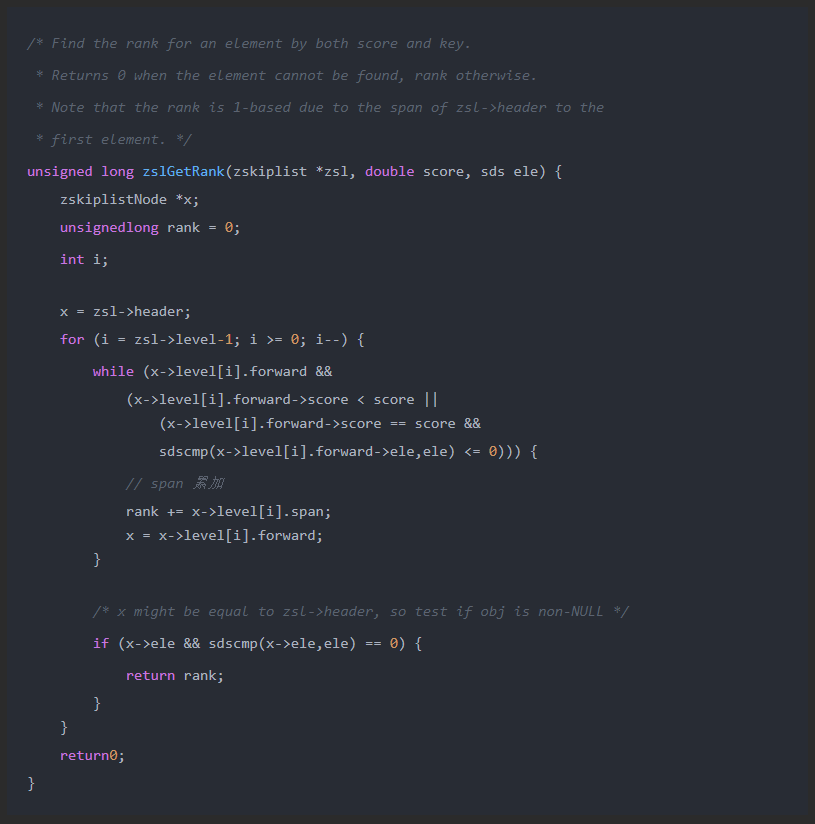 /* Find the rank for an element by both score and key.
 * Returns 0 when the element cannot be found, rank otherwise.
 * Note that the rank is 1-based due to the span of zsl->header to the
 * first element. */
unsigned long zslGetRank(zskiplist *zsl, double score, sds ele) {
    zskiplistNode *x;
    unsignedlong rank = 0;
    int i;

    x = zsl->header;
    for (i = zsl->level-1; i >= 0; i--) {
        while (x->level[i].forward &&
            (x->level[i].forward->score < score ||
                (x->level[i].forward->score == score &&
                sdscmp(x->level[i].forward->ele,ele) <= 0))) {
            // span 累加
            rank += x->level[i].span;
            x = x->level[i].forward;
        }

        /* x might be equal to zsl->header, so test if obj is non-NULL */
        if (x->ele && sdscmp(x->ele,ele) == 0) {
            return rank;
        }
    }
    return0;
}